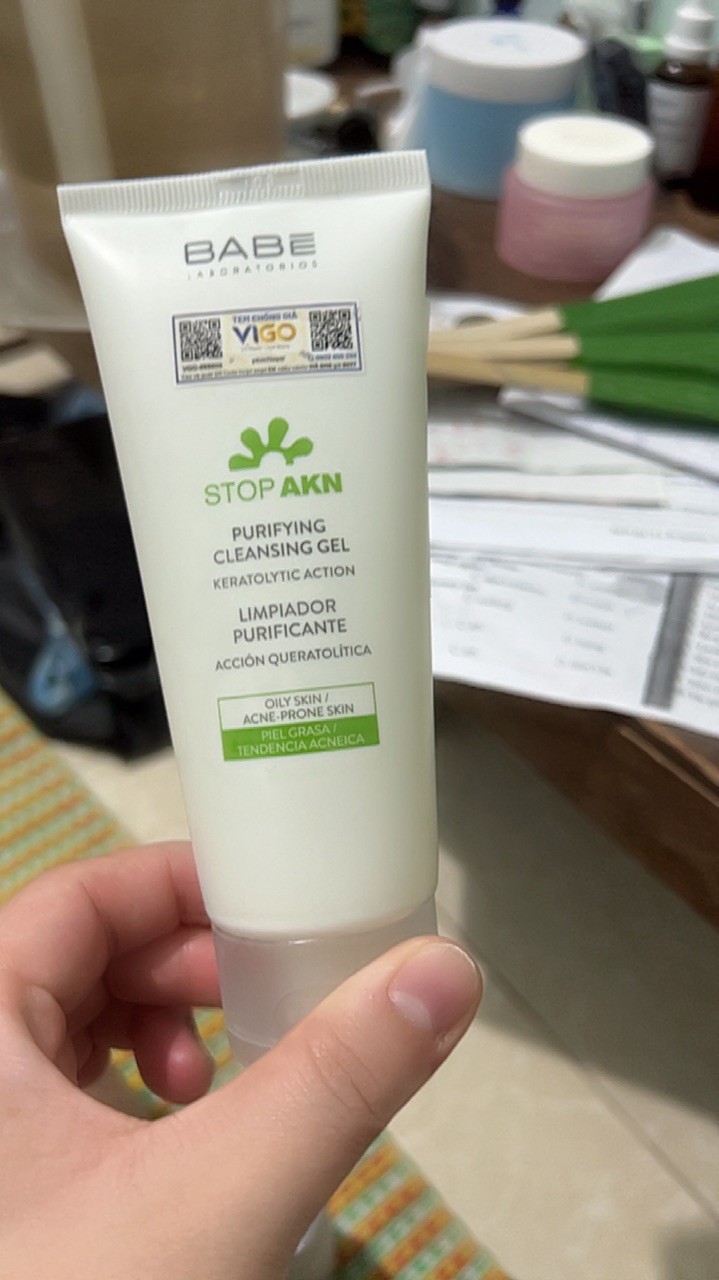 BABÉ
LABORATORIOS
TEM CHỐNG GIẢ
VIGO
STOP AKN
PURIFYING
CLEANSING GEL
KERATOLYTIC ACTION
LIMPIADOR
PURIFICANTE
ACCIÓN QUERATOLÍTICA
OILY SKIN /
ACNE-PRONE SKIN
PIEL GRASA /
TENDENCIA ACNEICA